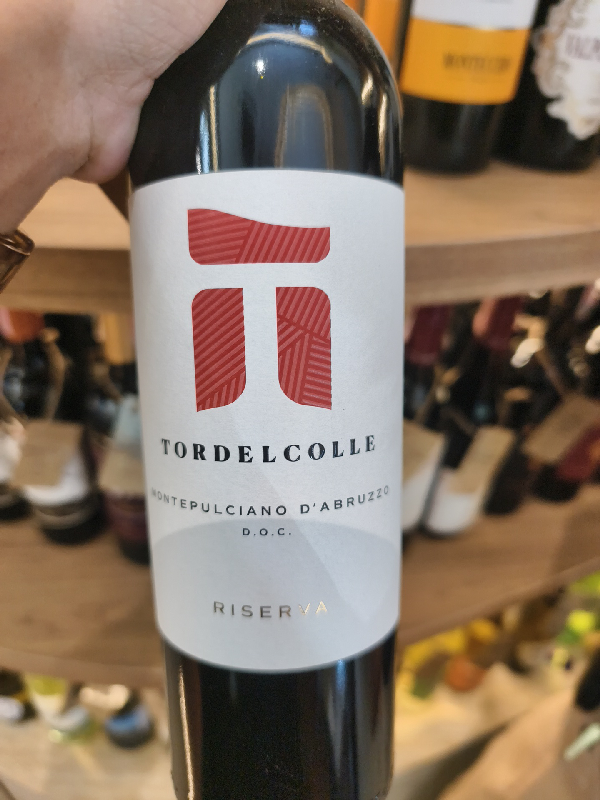 TORDELCOLLE
MONTEPULCIANO D'ABRUZZO
D.O.C.
RISERVA